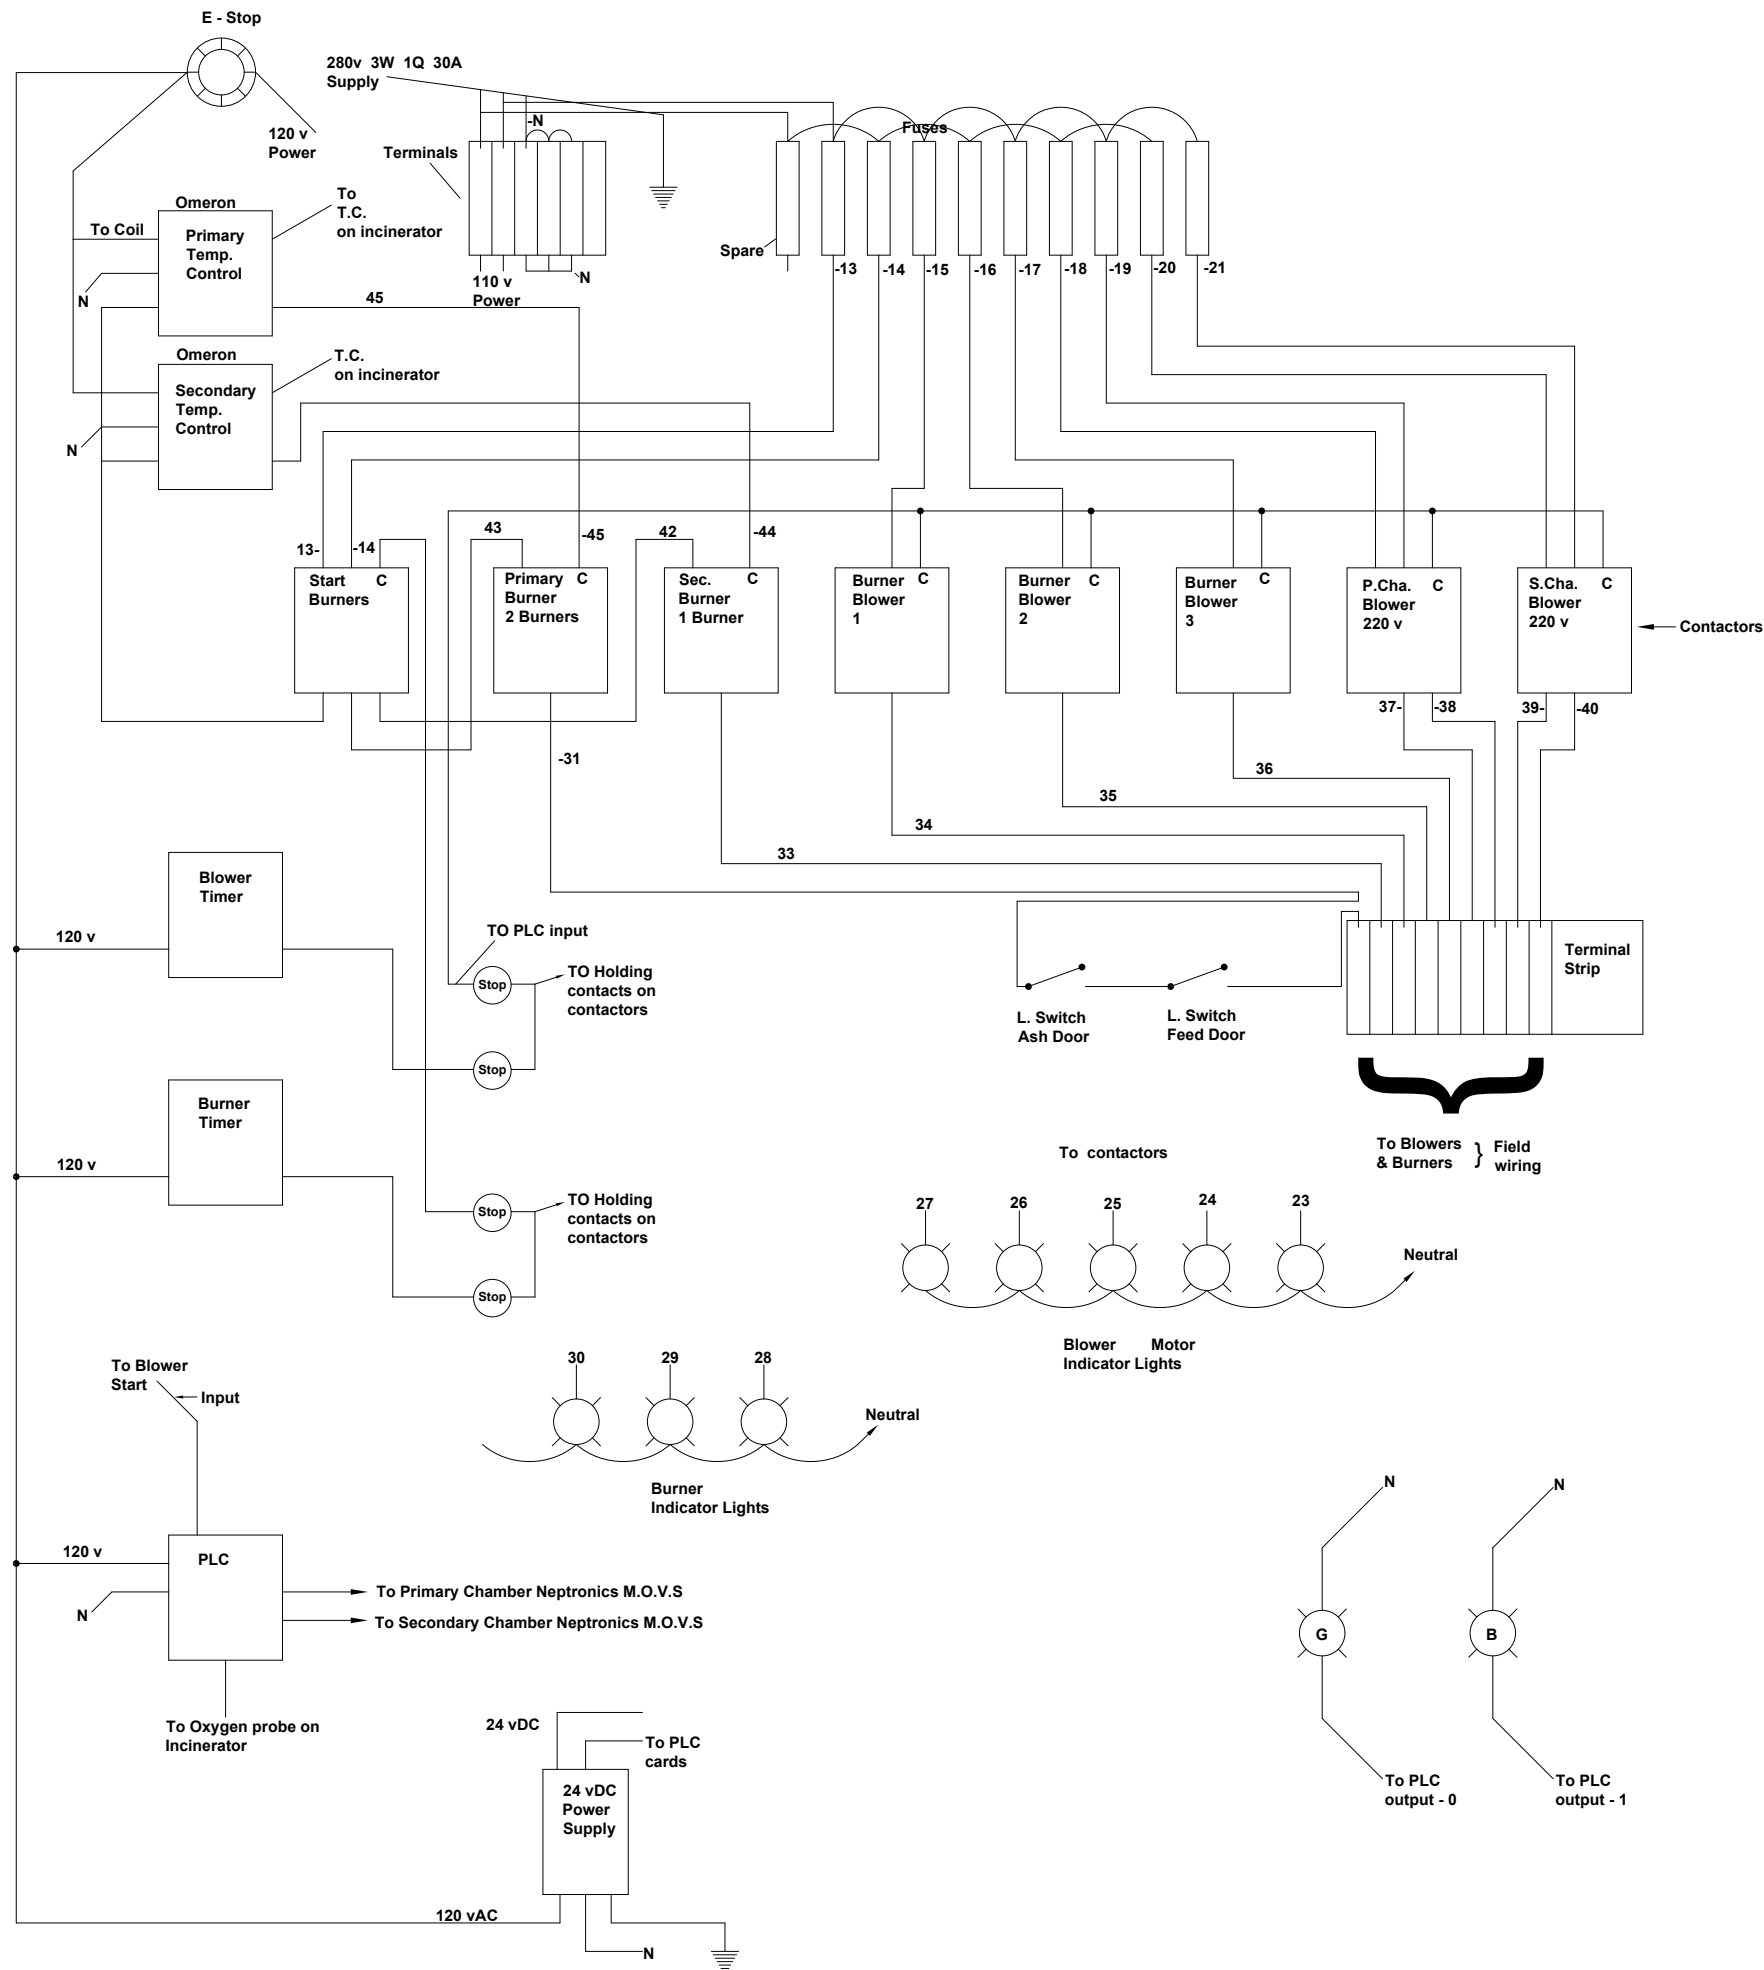 E - Stop
280v 3W 1Q 30A
Supply
120 v
Power
-N
Terminals
Fuses
Omeron
To
T.C.
on incinerator
To Coil
Primary
Temp.
Control
N
Spare
110 v
Power
N
-13
-14
-15
-16
-17
-18
-19
-20
-21
45
Omeron
T.C.
on incinerator
Secondary
Temp.
Control
N
13-
-14
43
-45
42
-44
Start C
Burners
Primary C
Burner
2 Burners
Sec. C
Burner
1 Burner
Burner C
Blower
1
Burner C
Blower
2
Burner C
Blower
3
P.Cha. C
Blower
220 v
S.Cha. C
Blower
220 v
Contactors
37-
-38
39-
-40
-31
36
35
34
33
Blower
Timer
120 v
TO PLC input
Stop
TO Holding
contacts on
contactors
Stop
L. Switch
Ash Door
L. Switch
Feed Door
Terminal
Strip
Burner
Timer
120 v
Stop
TO Holding
contacts on
contactors
Stop
To contactors
To Blowers
& Burners
} Field
wiring
27
26
25
24
23
Neutral
Blower Motor
Indicator Lights
To Blower
Start
Input
30
29
28
Neutral
Burner
Indicator Lights
120 v
PLC
N
To Primary Chamber Neptronics M.O.V.S
To Secondary Chamber Neptronics M.O.V.S
To Oxygen probe on
Incinerator
N
N
G
B
To PLC
output - 0
To PLC
output - 1
24 vDC
To PLC
cards
24 vDC
Power
Supply
120 vAC
N